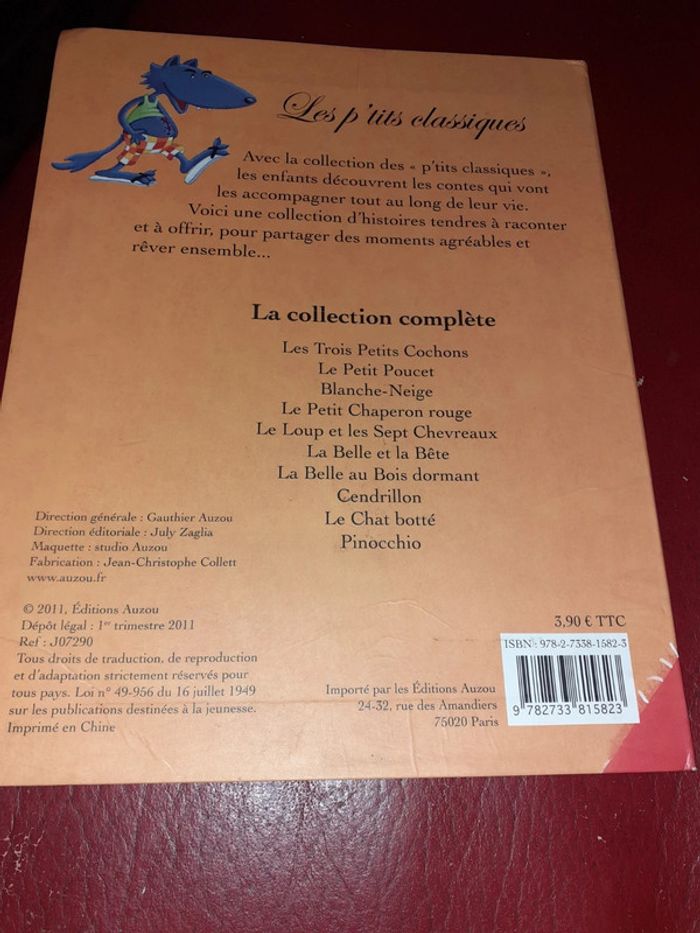 Les p'tits classiques
Avec la collection des « p'tits classiques »,
les enfants découvrent les contes qui vont
les accompagner tout au long de leur vie.
Voici une collection d'histoires tendres à raconter
et à offrir, pour partager des moments agréables et
rêver ensemble...
La collection complète
Les Trois Petits Cochons
Le Petit Poucet
Blanche-Neige
Le Petit Chaperon rouge
Le Loup et les Sept Chevreaux
La Belle et la Bête
La Belle au Bois dormant
Cendrillon
Le Chat botté
Pinocchio
Direction générale : Gauthier Auzou
Direction éditoriale : July Zaglia
Maquette : studio Auzou
Fabrication : Jean-Christophe Collett
www.auzou.fr
© 2011, Éditions Auzou
Dépôt légal : 1er trimestre 2011
Ref : J07290
Tous droits de traduction, de reproduction
et d'adaptation strictement réservés pour
tous pays. Loi n° 49-956 du 16 juillet 1949
sur les publications destinées à la jeunesse.
Imprimé en Chine
Importé par les Éditions Auzou
24-32, rue des Amandiers
75020 Paris
3,90 € TTC
ISBN : 978-2-7338-1582-3
9 782733 815823